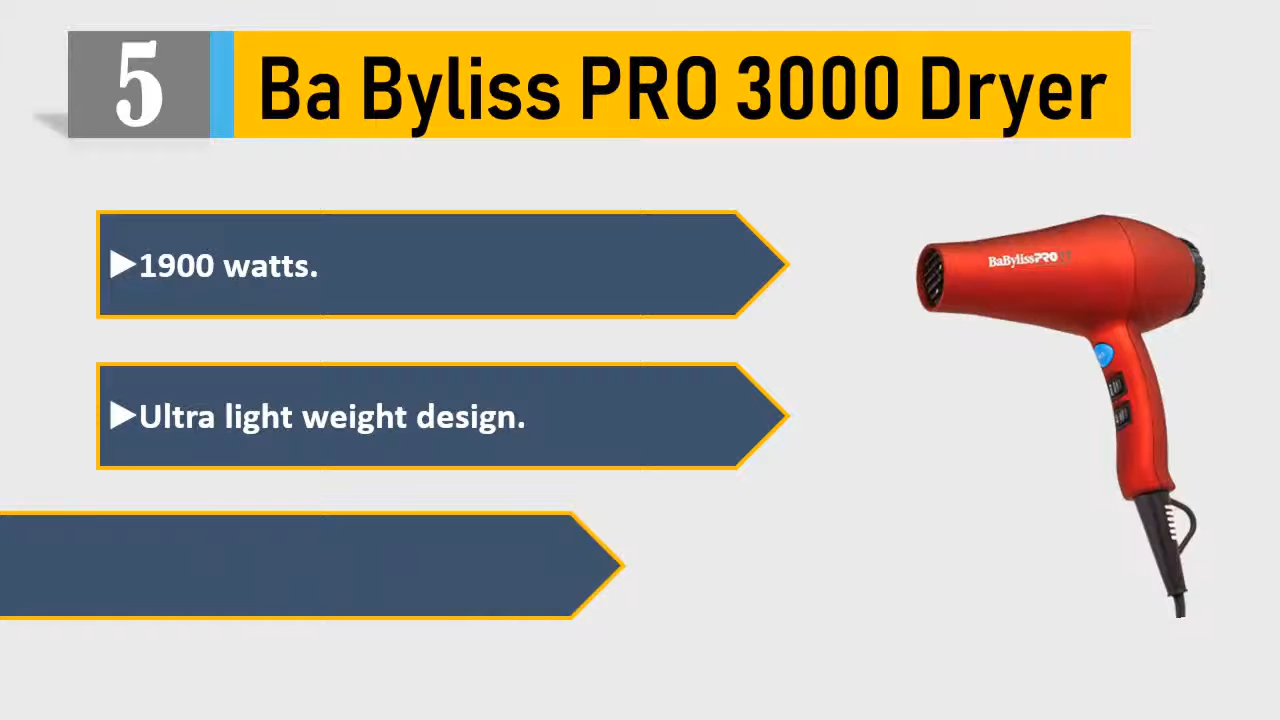 5
Ba Byliss PRO 3000 Dryer
▶1900 watts.
▶Ultra light weight design.
BaBylissPRO